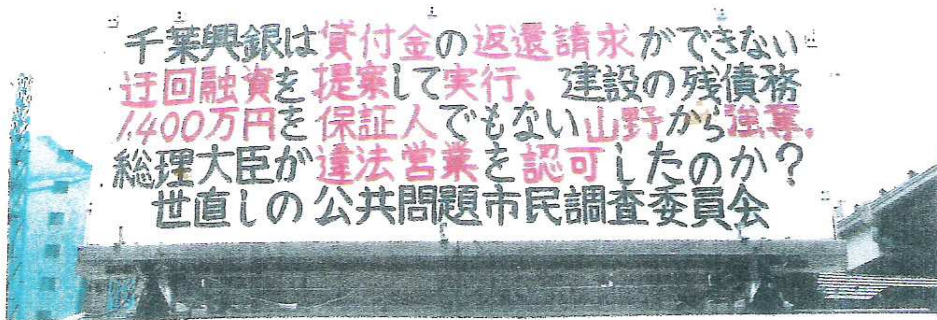 千葉興銀は貸付金の返還請求ができない
迂回融資を提案して実行、建設の残債務
1,400万円を保証人でもない山野から強奪。
総理大臣が違法営業を認可したのか?
世直しの公共問題市民調査委員会